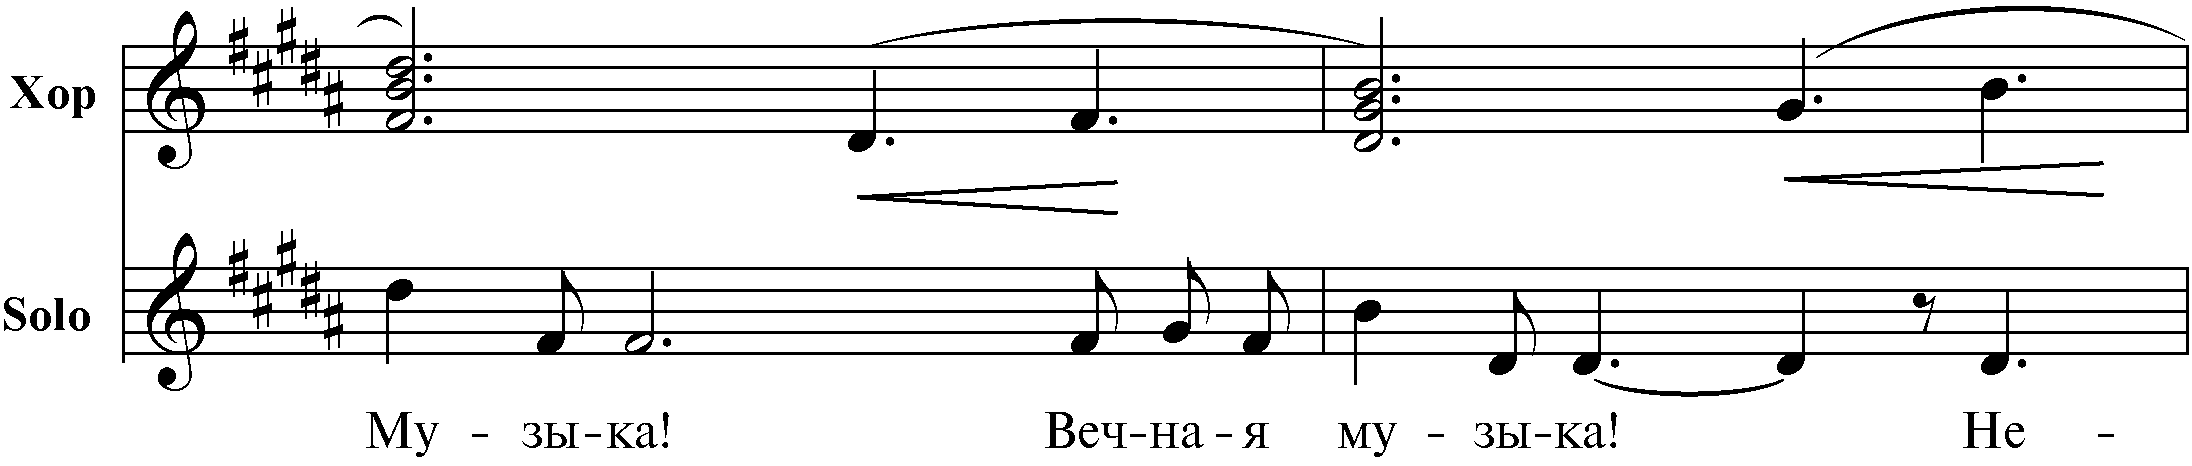 Хор
Solo
Му - зы-ка! Веч-на-я му - зы-ка! Не -